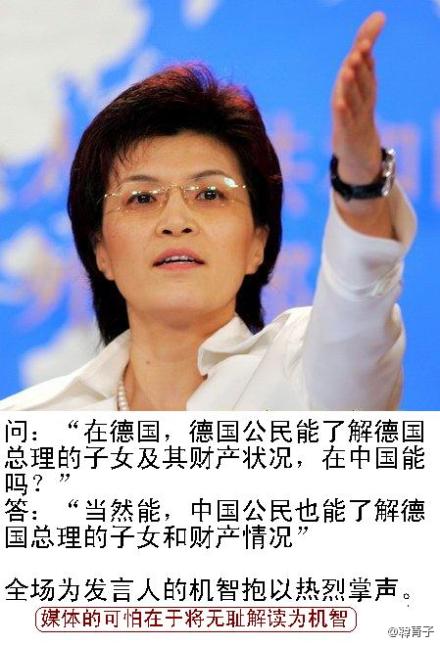 问：“在德国，德国公民能了解德国
总理的子女及其财产状况，在中国能
吗？”
答：“当然能，中国公民也能了解德
国总理的子女和财产情况”
全场为发言人的机智抱以热烈掌声。
媒体的可怕在于将无耻解读为机智